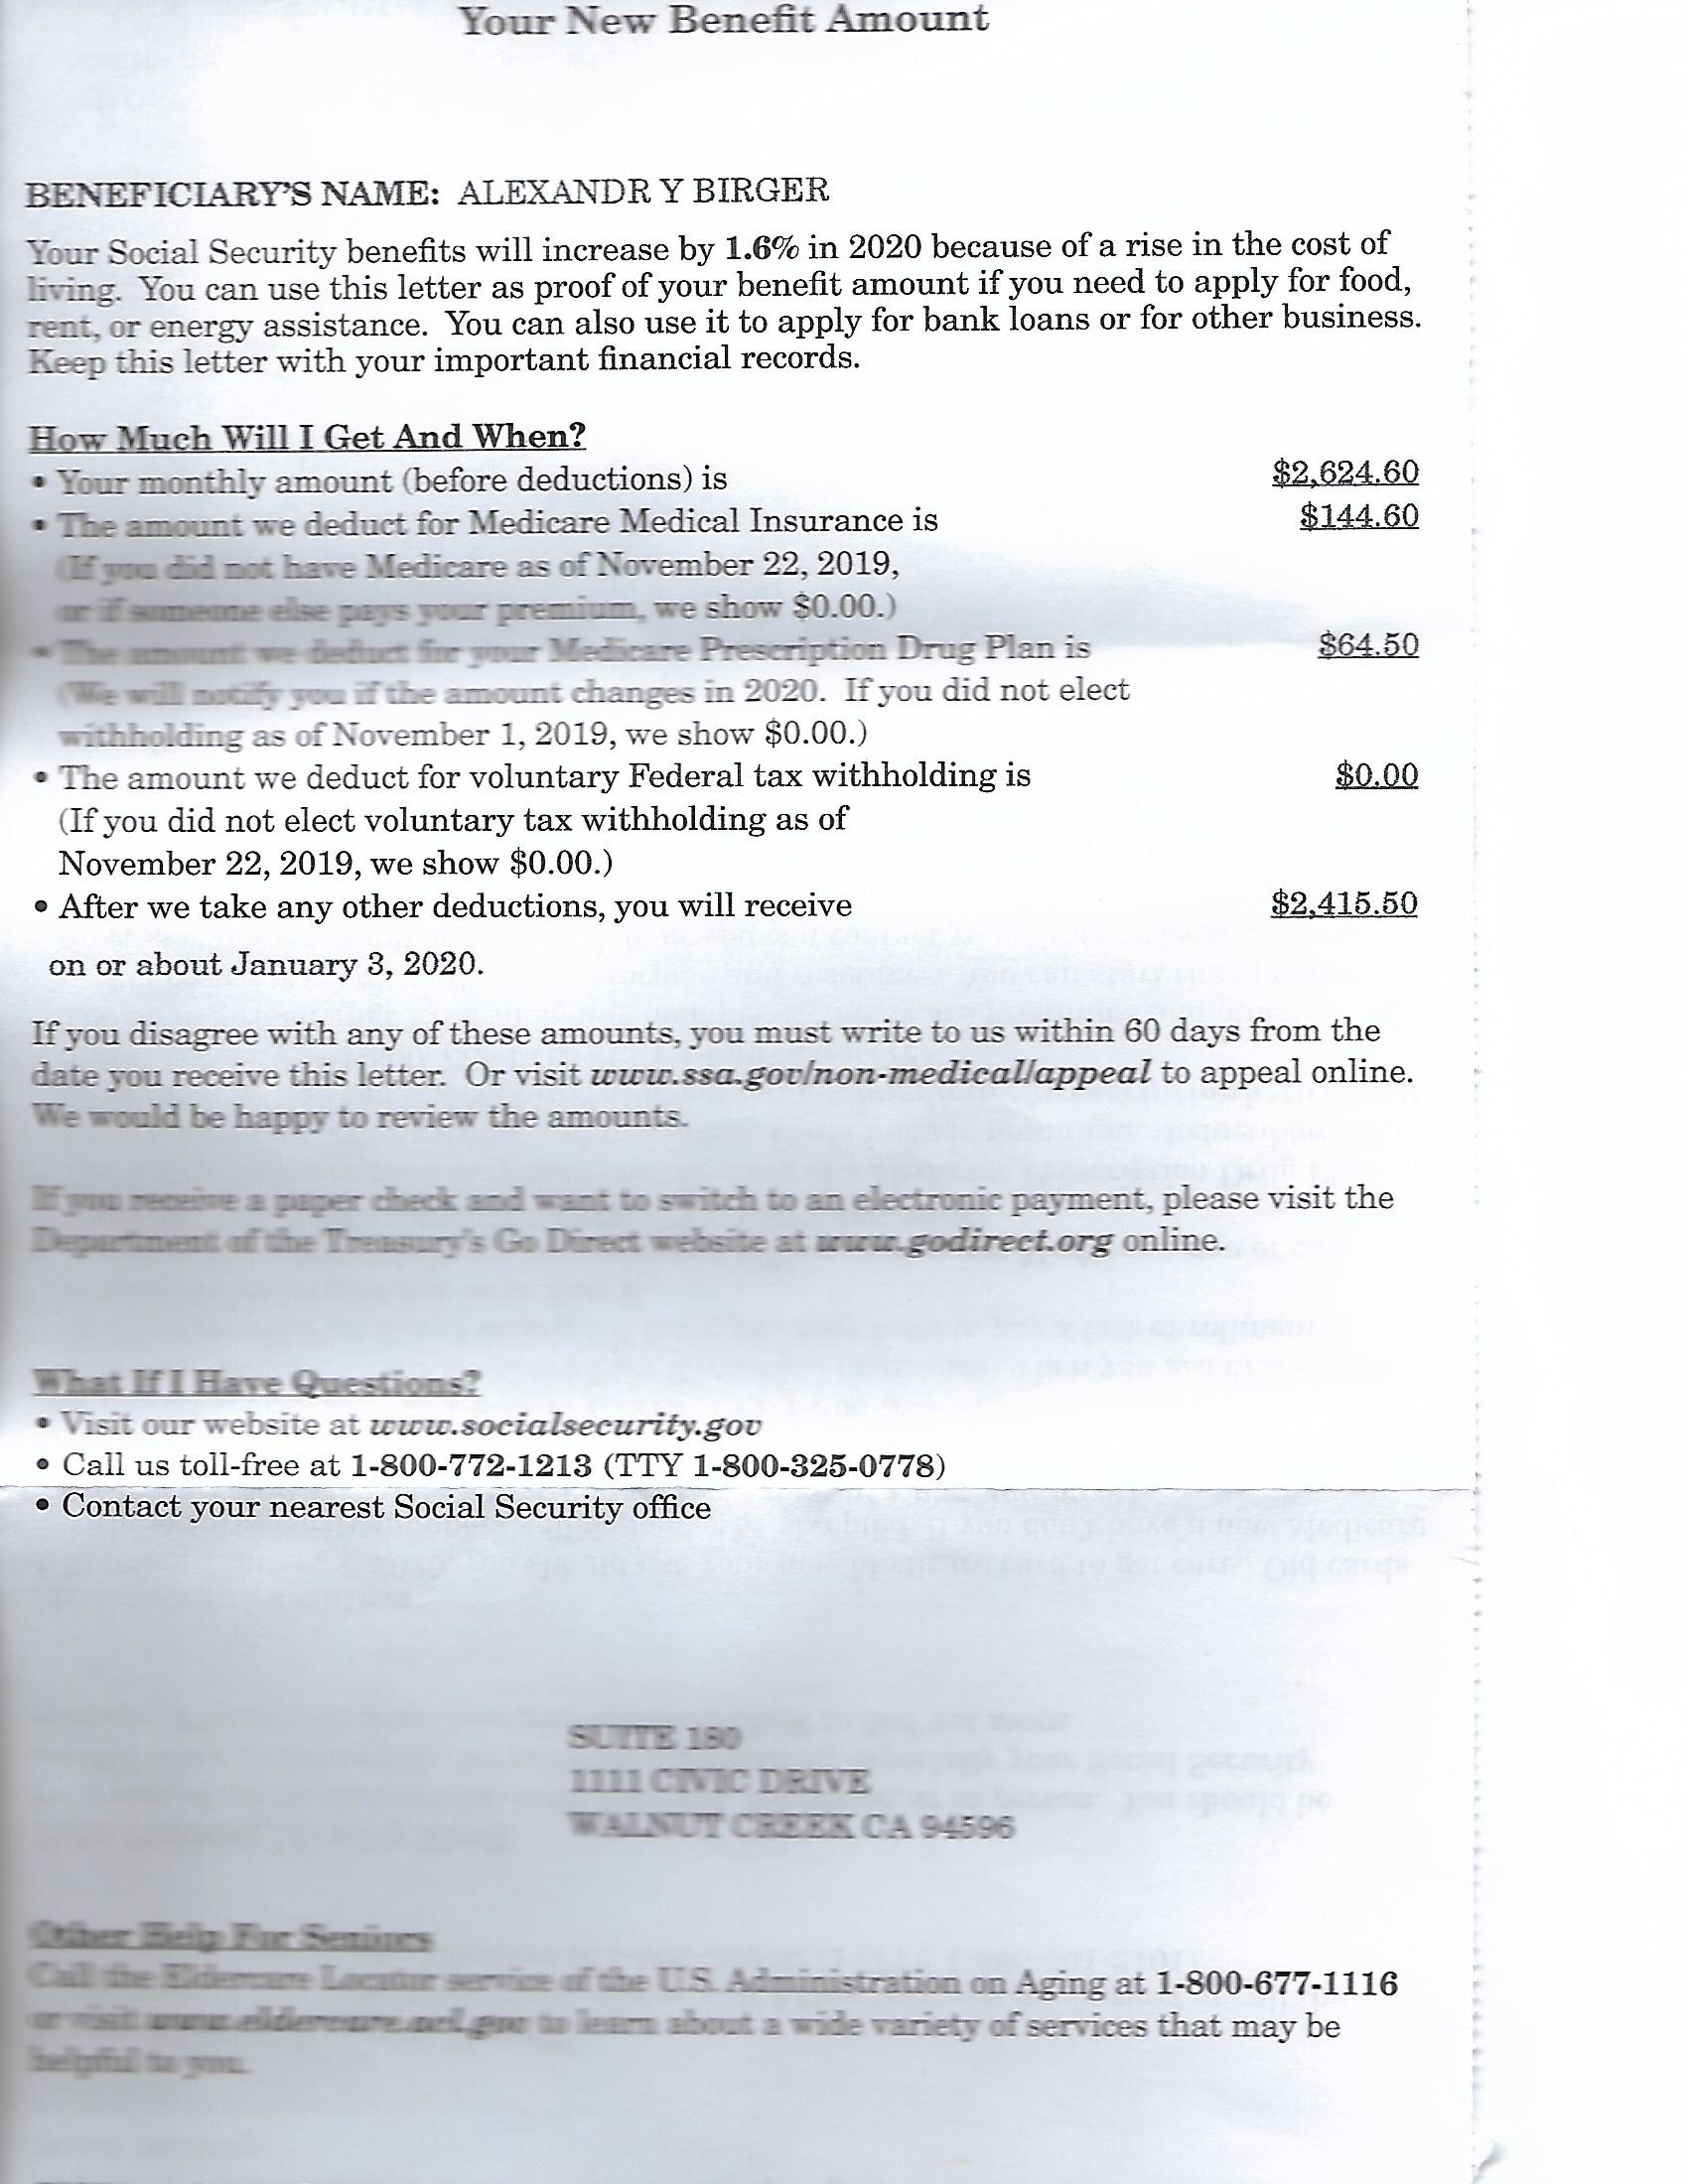 Your New Benefit Amount
BENEFICIARY'S NAME: ALEXANDR Y BIRGER
Your Social Security benefits will increase by 1.6% in 2020 because of a rise in the cost of
living. You can use this letter as proof of your benefit amount if you need to apply for food,
rent, or energy assistance. You can also use it to apply for bank loans or for other business.
Keep this letter with your important financial records.
How Much Will I Get And When?
• Your monthly amount (before deductions) is $2,624.60
• The amount we deduct for Medicare Medical Insurance is $144.60
(If you did not have Medicare as of November 22, 2019,
or if someone else pays your premium, we show $0.00.)
• The amount we deduct for your Medicare Prescription Drug Plan is $64.50
(We will notify you if the amount changes in 2020. If you did not elect
withholding as of November 1, 2019, we show $0.00.)
• The amount we deduct for voluntary Federal tax withholding is $0.00
(If you did not elect voluntary tax withholding as of
November 22, 2019, we show $0.00.)
• After we take any other deductions, you will receive $2,415.50
on or about January 3, 2020.
If you disagree with any of these amounts, you must write to us within 60 days from the
date you receive this letter. Or visit www.ssa.gov/non-medical/appeal to appeal online.
We would be happy to review the amounts.
If you receive a paper check and want to switch to an electronic payment, please visit the
Department of the Treasury's Go Direct website at www.godirect.org online.
What If I Have Questions?
• Visit our website at www.socialsecurity.gov
• Call us toll-free at 1-800-772-1213 (TTY 1-800-325-0778)
• Contact your nearest Social Security office
SUITE 180
1111 CIVIC DRIVE
WALNUT CREEK CA 94596
Other Help For Seniors
Call the Eldercare Locator service of the U.S. Administration on Aging at 1-800-677-1116
or visit www.eldercare.acl.gov to learn about a wide variety of services that may be
helpful to you.